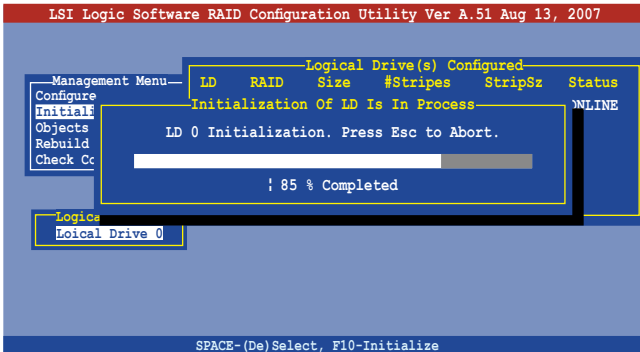 LSI Logic Software RAID Configuration Utility Ver A.51 Aug 13, 2007
Logical Drive(s) Configured
LD RAID Size #Stripes StripSz Status
ONLINE
Management Menu
Configure
Initiali
Objects
Rebuild
Check Co
Initialization Of LD Is In Process
LD 0 Initialization. Press Esc to Abort.
¦ 85 % Completed
Logica
Loical Drive 0
SPACE-(De)Select, F10-Initialize